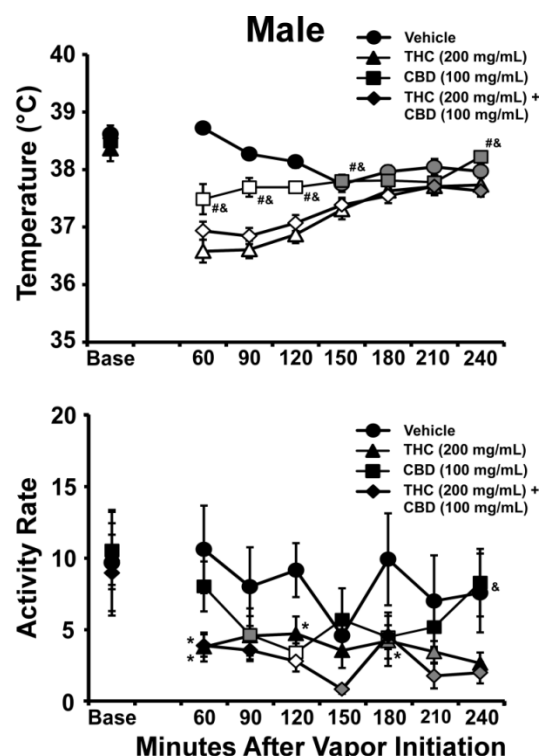 Male
Vehicle
THC (200 mg/mL)
CBD (100 mg/mL)
THC (200 mg/mL) +
CBD (100 mg/mL)
Temperature (°C)
40
39
38
37
36
35
#& #& #& #& #&
Base 60 90 120 150 180 210 240
Vehicle
THC (200 mg/mL)
CBD (100 mg/mL)
THC (200 mg/mL) +
CBD (100 mg/mL)
Activity Rate
20
15
10
5
0
*
*
*
*
&
Base 60 90 120 150 180 210 240
Minutes After Vapor Initiation